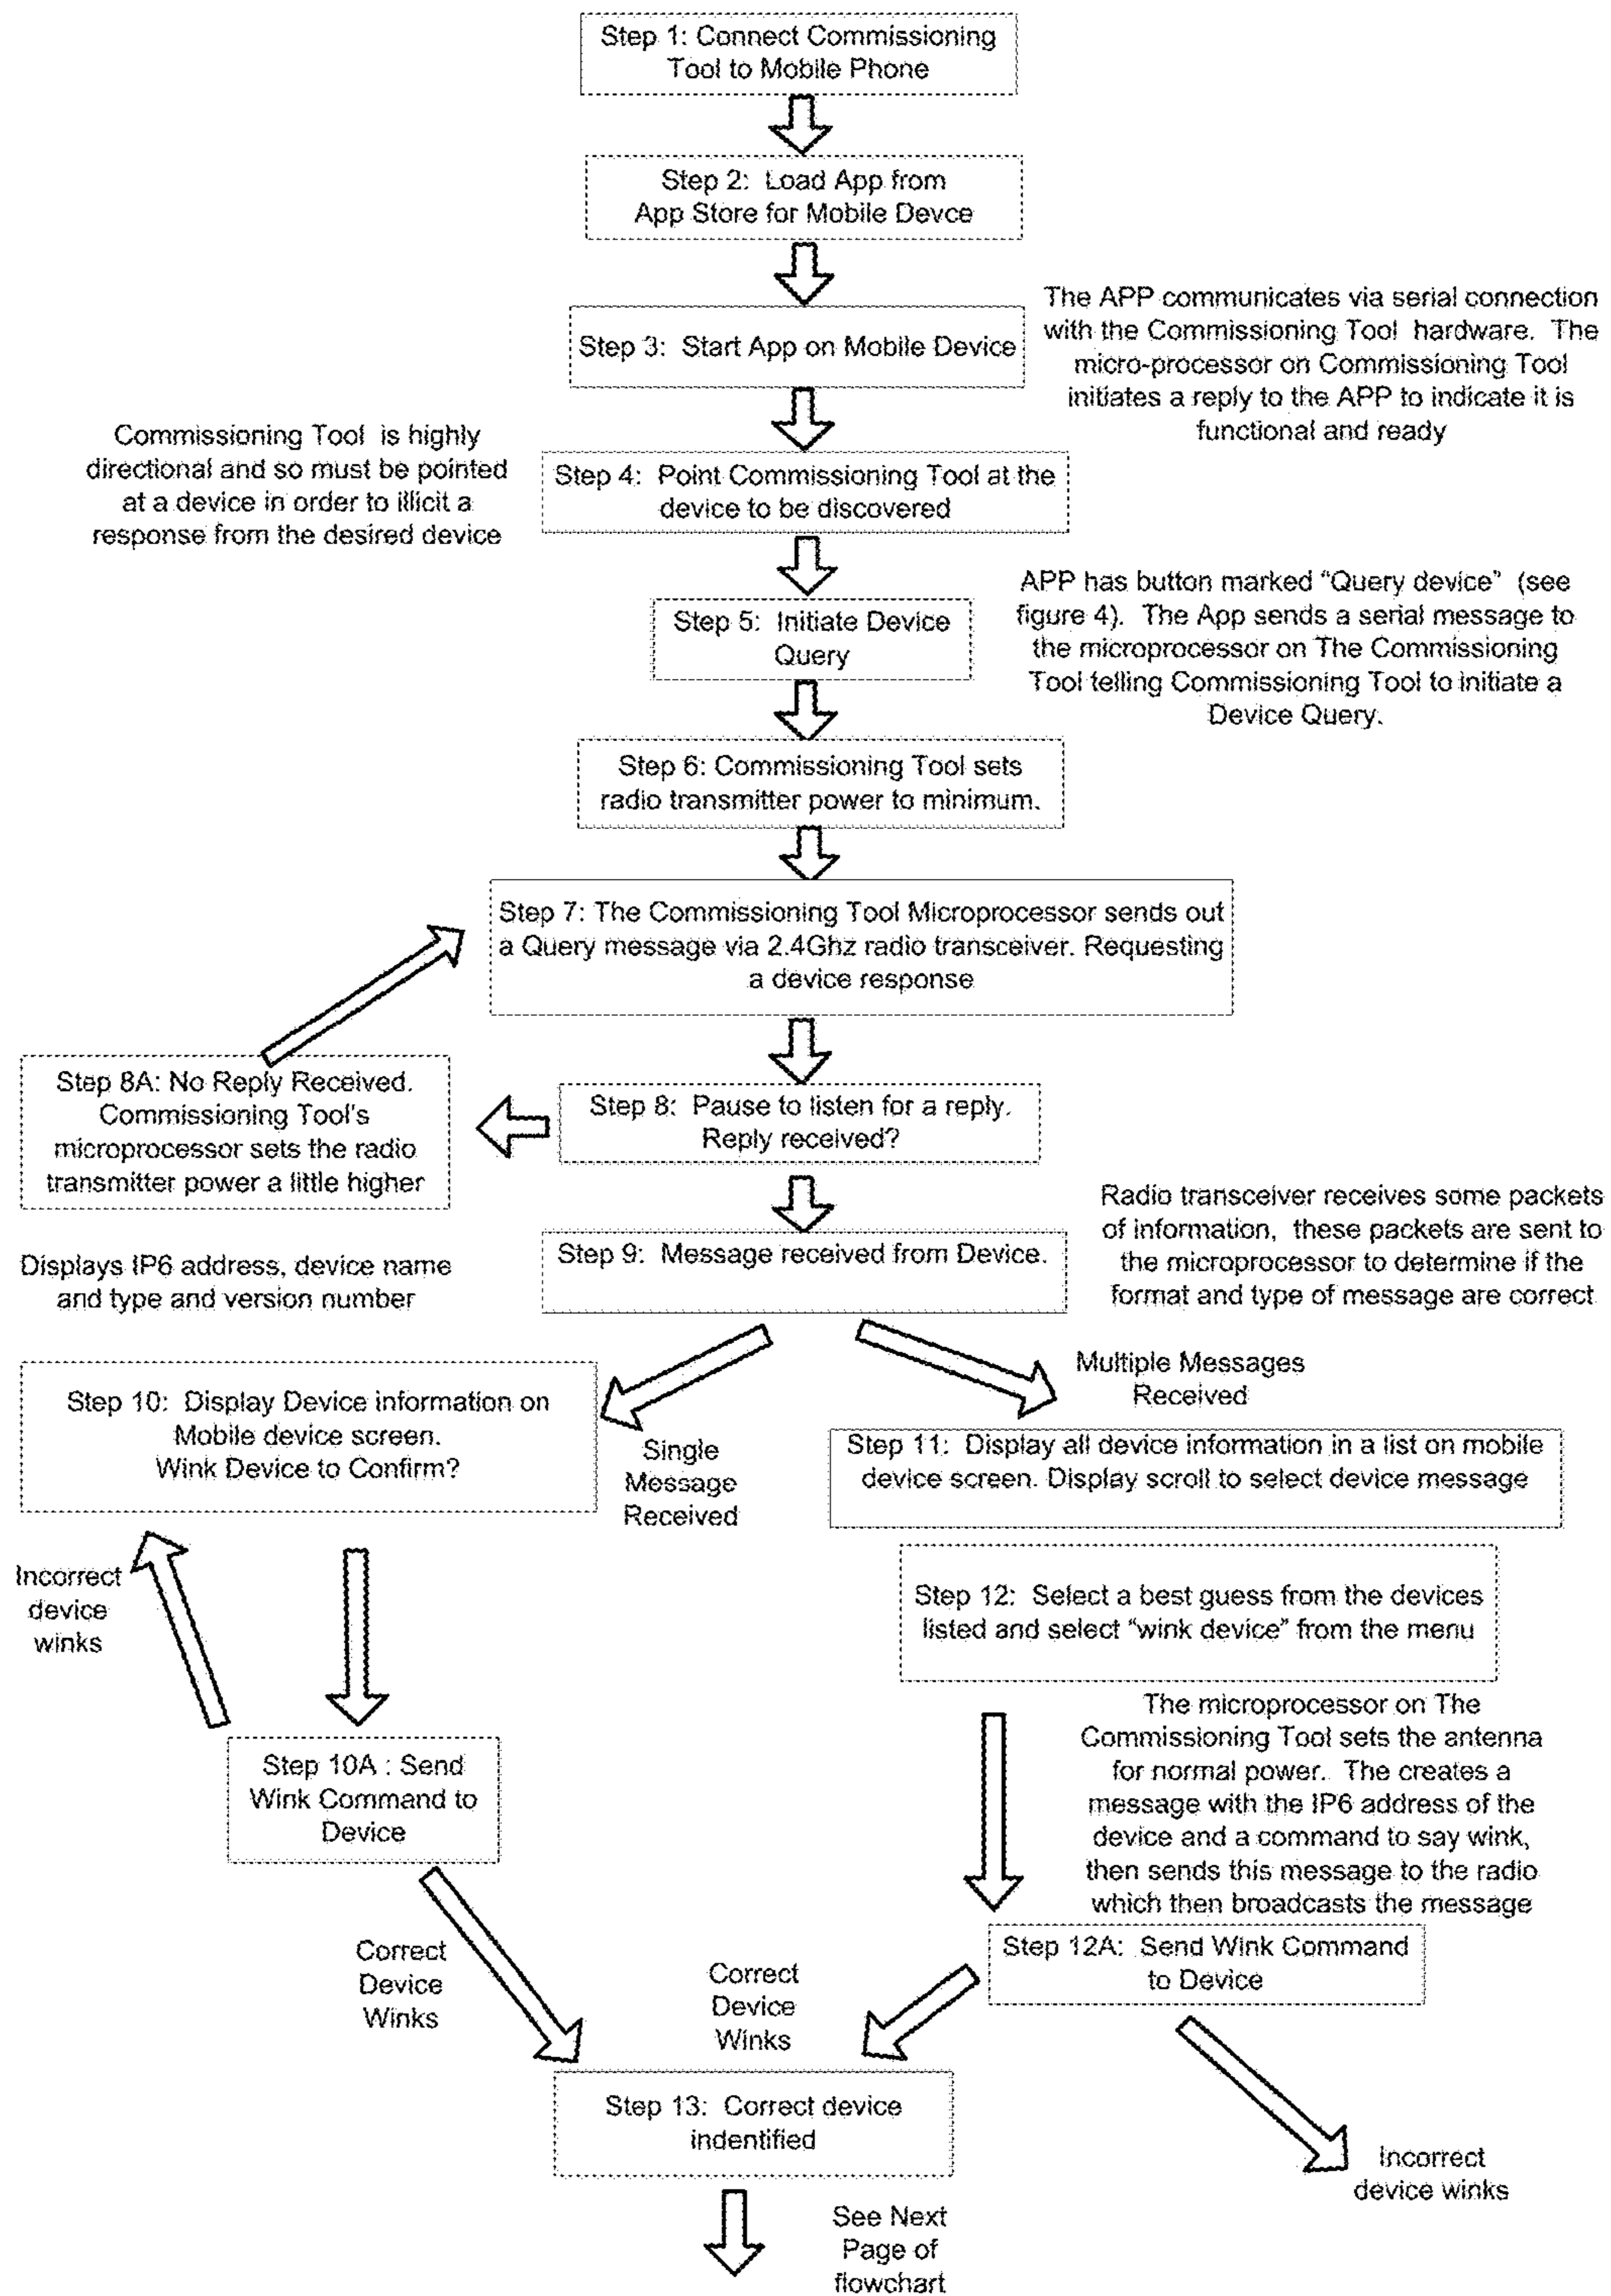 Step 1: Connect Commissioning
Tool to Mobile Phone
Step 2: Load App from
App Store for Mobile Devce
Step 3: Start App on Mobile Device
The APP communicates via serial connection
with the Commissioning Tool hardware. The
micro-processor on Commissioning Tool
initiates a reply to the APP to indicate it is
functional and ready
Commissioning Tool is highly
directional and so must be pointed
at a device in order to illicit a
response from the desired device
Step 4: Point Commissioning Tool at the
device to be discovered
Step 5: Initiate Device
Query
APP has button marked “Query device” (see
figure 4). The App sends a serial message to
the microprocessor on The Commissioning
Tool telling Commissioning Tool to initiate a
Device Query.
Step 6: Commissioning Tool sets
radio transmitter power to minimum.
Step 7: The Commissioning Tool Microprocessor sends out
a Query message via 2.4Ghz radio transceiver. Requesting
a device response
Step 8A: No Reply Received.
Commissioning Tool's
microprocessor sets the radio
transmitter power a little higher
Step 8: Pause to listen for a reply.
Reply received?
Step 9: Message received from Device.
Radio transceiver receives some packets
of information, these packets are sent to
the microprocessor to determine if the
format and type of message are correct
Displays IP6 address, device name
and type and version number
Step 10: Display Device information on
Mobile device screen.
Wink Device to Confirm?
Single
Message
Received
Multiple Messages
Received
Step 11: Display all device information in a list on mobile
device screen. Display scroll to select device message
Step 12: Select a best guess from the devices
listed and select “wink device” from the menu
Incorrect
device
winks
The microprocessor on The
Commissioning Tool sets the antenna
for normal power. The creates a
message with the IP6 address of the
device and a command to say wink,
then sends this message to the radio
which then broadcasts the message
Step 10A : Send
Wink Command to
Device
Step 12A: Send Wink Command
to Device
Correct
Device
Winks
Correct
Device
Winks
Step 13: Correct device
indentified
Incorrect
device winks
See Next
Page of
flowchart